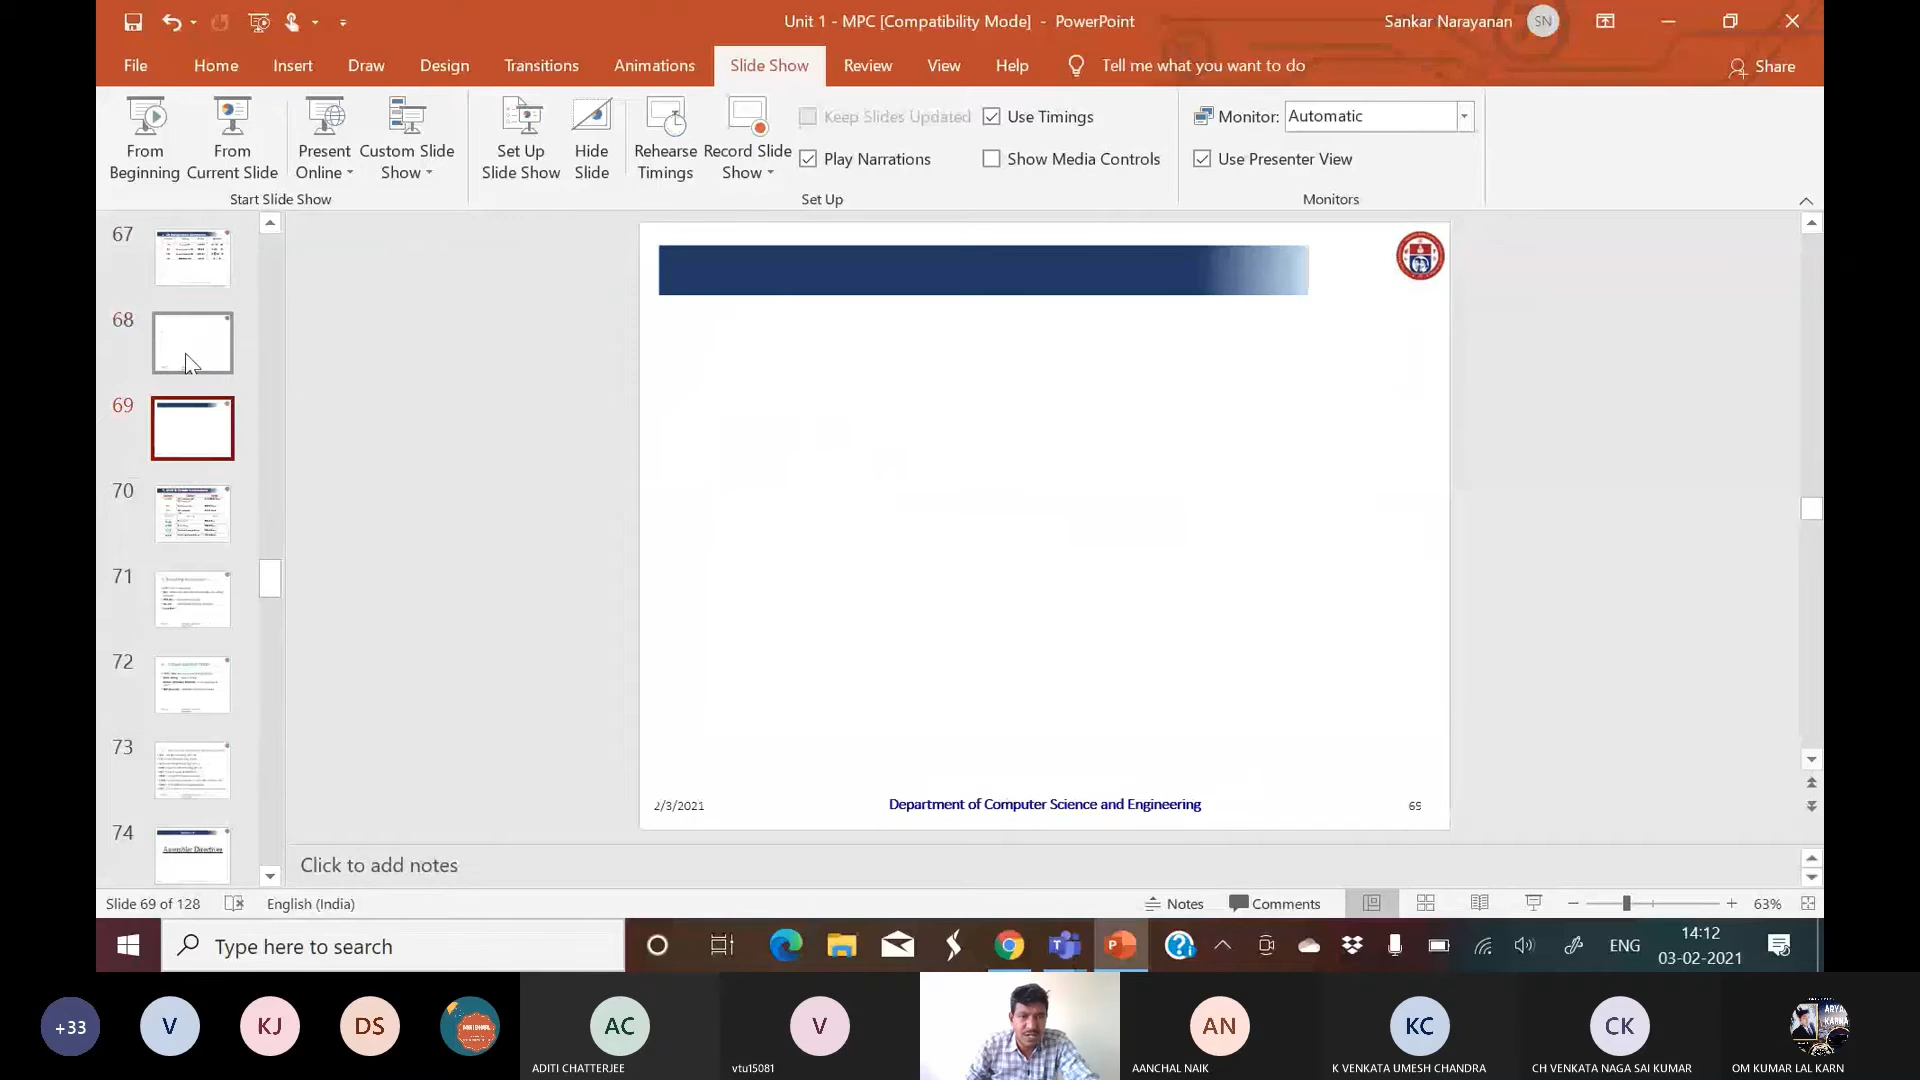 Unit 1 - MPC [Compatibility Mode] - PowerPoint
Sankar Narayanan
SN
File
Home
Insert
Draw
Design
Transitions
Animations
Slide Show
Review
View
Help
Tell me what you want to do
Share
From Beginning
From Current Slide
Present Online
Custom Slide Show
Set Up Slide Show
Hide Slide
Rehearse Timings
Record Slide Show
Keep Slides Updated
Use Timings
Play Narrations
Show Media Controls
Monitor:
Automatic
Use Presenter View
Start Slide Show
Set Up
Monitors
67
68
69
70
71
72
73
74
Assembler Directives
2/3/2021
Department of Computer Science and Engineering
Click to add notes
Slide 69 of 128
English (India)
Notes
Comments
63%
Type here to search
ENG
14:12
03-02-2021
+33
V
KJ
DS
AC
V
AN
KC
CK
ADITI CHATTERJEE
vtu15081
AANCHAL NAIK
K VENKATA UMESH CHANDRA
CH VENKATA NAGA SAI KUMAR
OM KUMAR LAL KARN